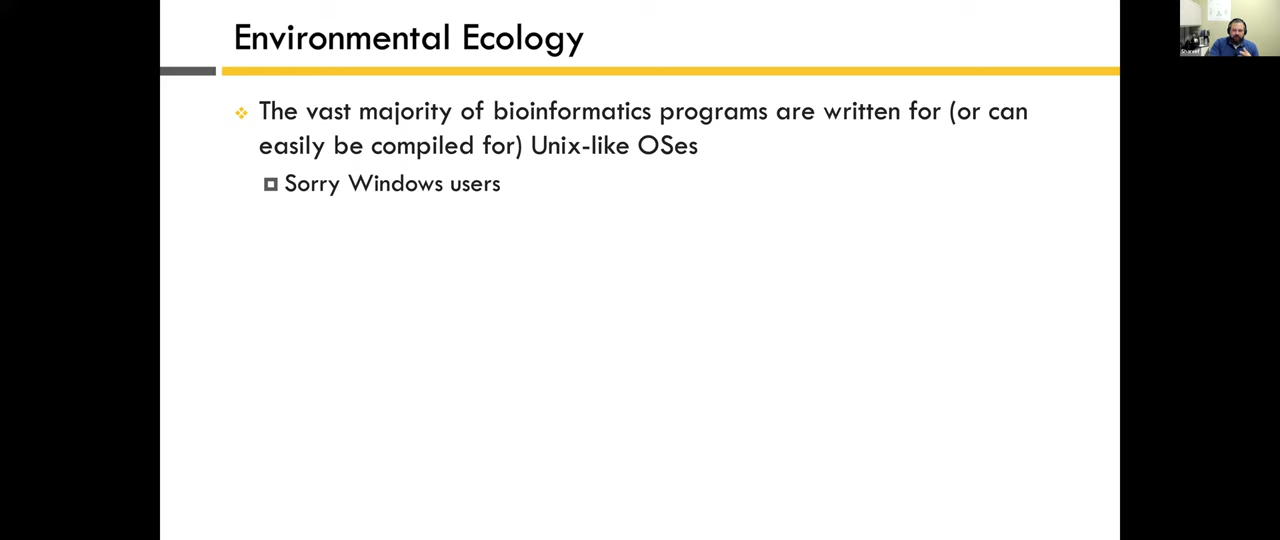 Environmental Ecology
The vast majority of bioinformatics programs are written for (or can
easily be compiled for) Unix-like OSes
Sorry Windows users